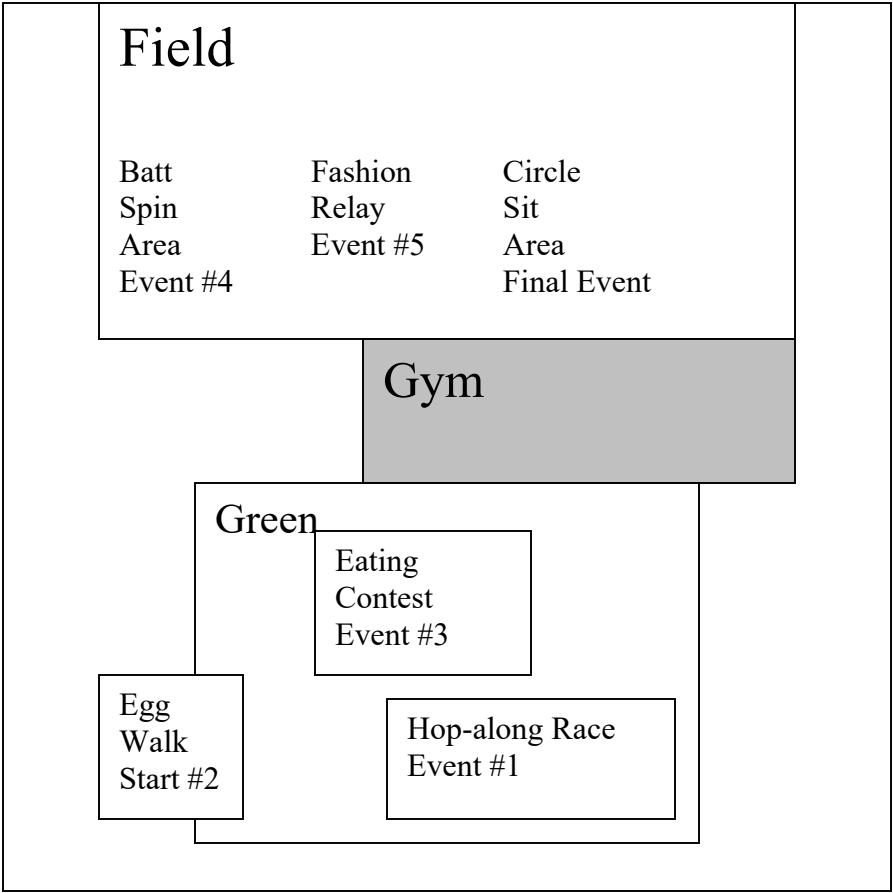 Field
Batt
Spin
Area
Event #4
Fashion
Relay
Event #5
Circle
Sit
Area
Final Event
Gym
Green
Eating
Contest
Event #3
Egg
Walk
Start #2
Hop-along Race
Event #1